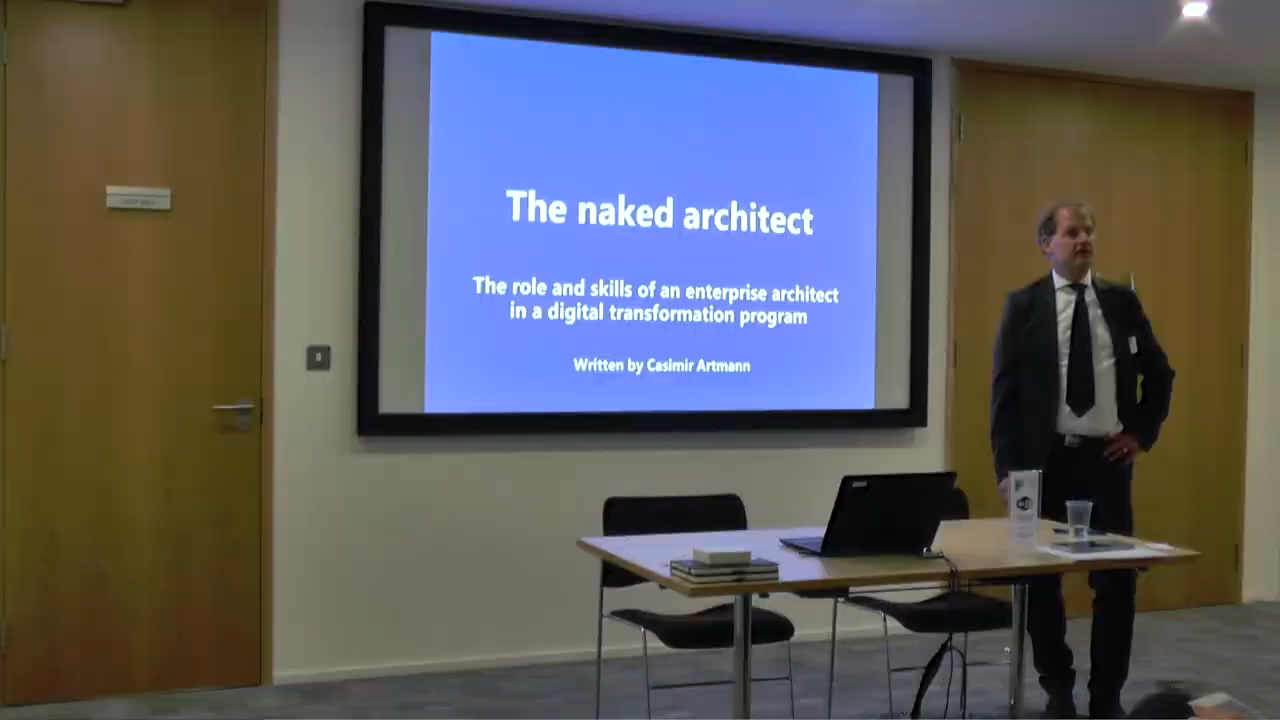 The naked architect
The role and skills of an enterprise architect
in a digital transformation program
Written by Casimir Artmann